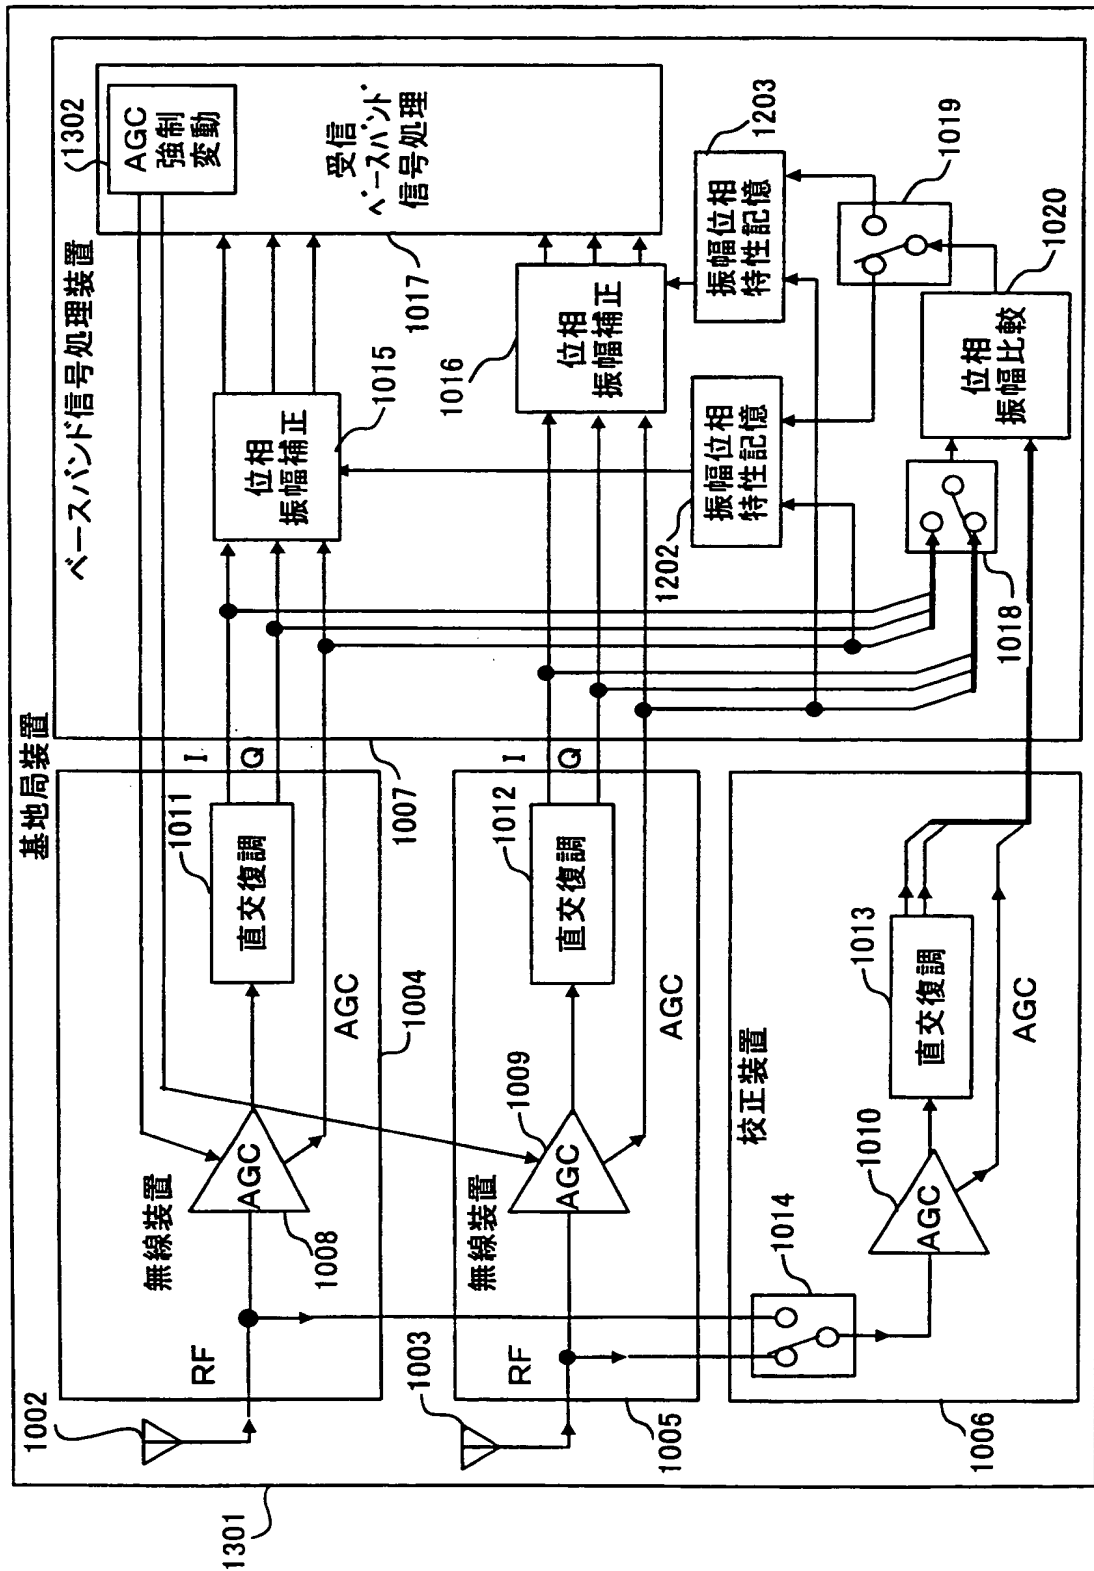 1301
基地局装置
1002
RF
無線装置
AGC
1008
AGC
1004
直交復調
1011
I
Q
1007
1003
RF
1005
無線装置
AGC
1009
AGC
直交復調
1012
I
Q
1006
校正装置
1014
AGC
1010
AGC
直交復調
1013
ベースバンド信号処理装置
1302
AGC
強制
変動
受信
ベースバンド
信号処理
1017
位相
振幅補正
1015
位相
振幅補正
1016
振幅位相
特性記憶
1202
振幅位相
特性記憶
1203
1018
1019
位相
振幅比較
1020